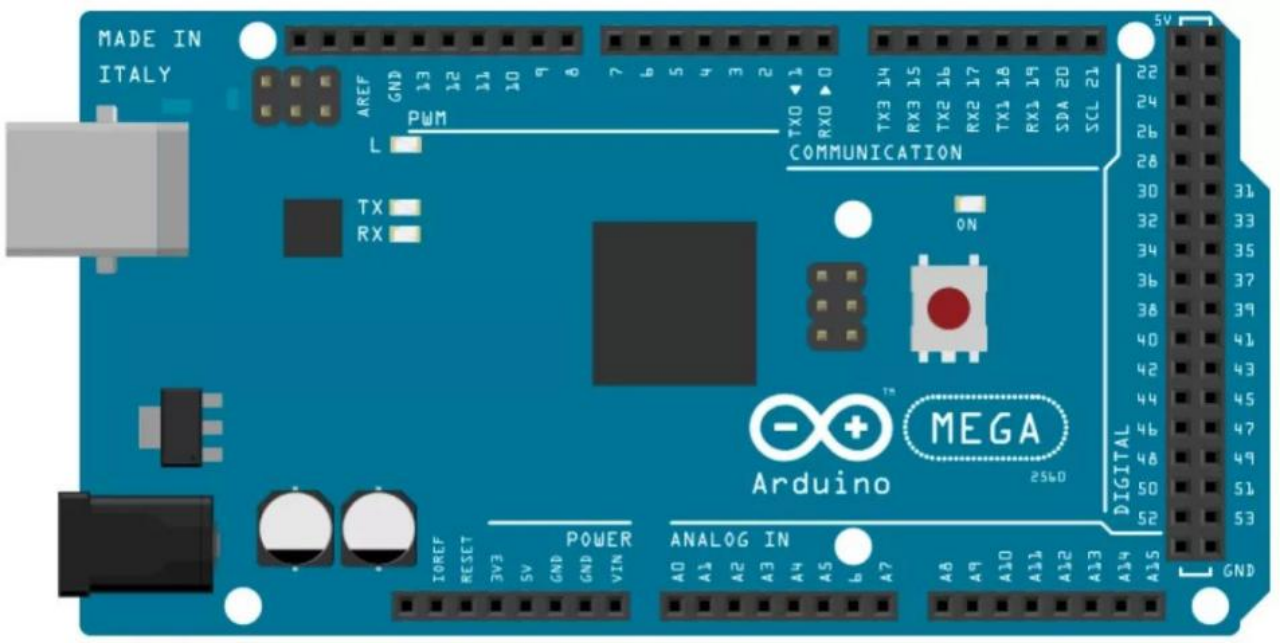 MADE IN
ITALY
AREF
GND
13
12
11
10
9
8
7
6
5
4
3
2
TX0 ◄ 1
RX0 ► 0
TX3 14
RX3 15
TX2 16
RX2 17
TX1 18
RX1 19
SDA 20
SCL 21
5V
PWM
COMMUNICATION
L
TX
RX
ON
22
24
26
28
30 31
32 33
34 35
36 37
38 39
40 41
42 43
44 45
46 47
48 49
50 51
52 53
GND
DIGITAL
TM
MEGA
2560
Arduino
POWER
IOREF
RESET
3V3
5V
GND
GND
VIN
ANALOG IN
A0
A1
A2
A3
A4
A5
6
A7
A8
A9
A10
A11
A12
A13
A14
A15